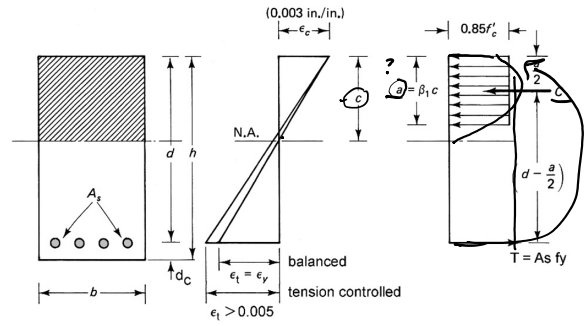 (0.003 in./in.)
ϵc
0.85f′c
?
c
a = β₁ c
a/2
C
N.A.
d
h
d − a/2)
As
balanced
ϵt = ϵy
dc
T = As fy
b
tension controlled
ϵt > 0.005